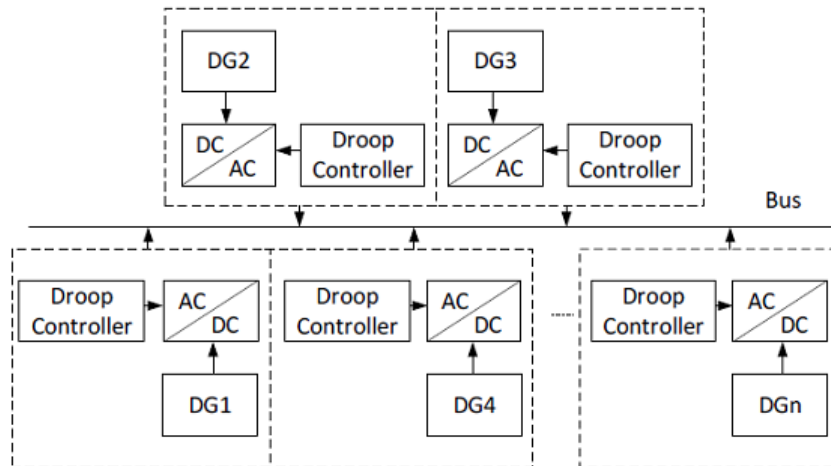 DG2
DG3
DC
AC
Droop
Controller
DC
AC
Droop
Controller
Bus
Droop
Controller
AC
DC
Droop
Controller
AC
DC
Droop
Controller
AC
DC
DG1
DG4
DGn